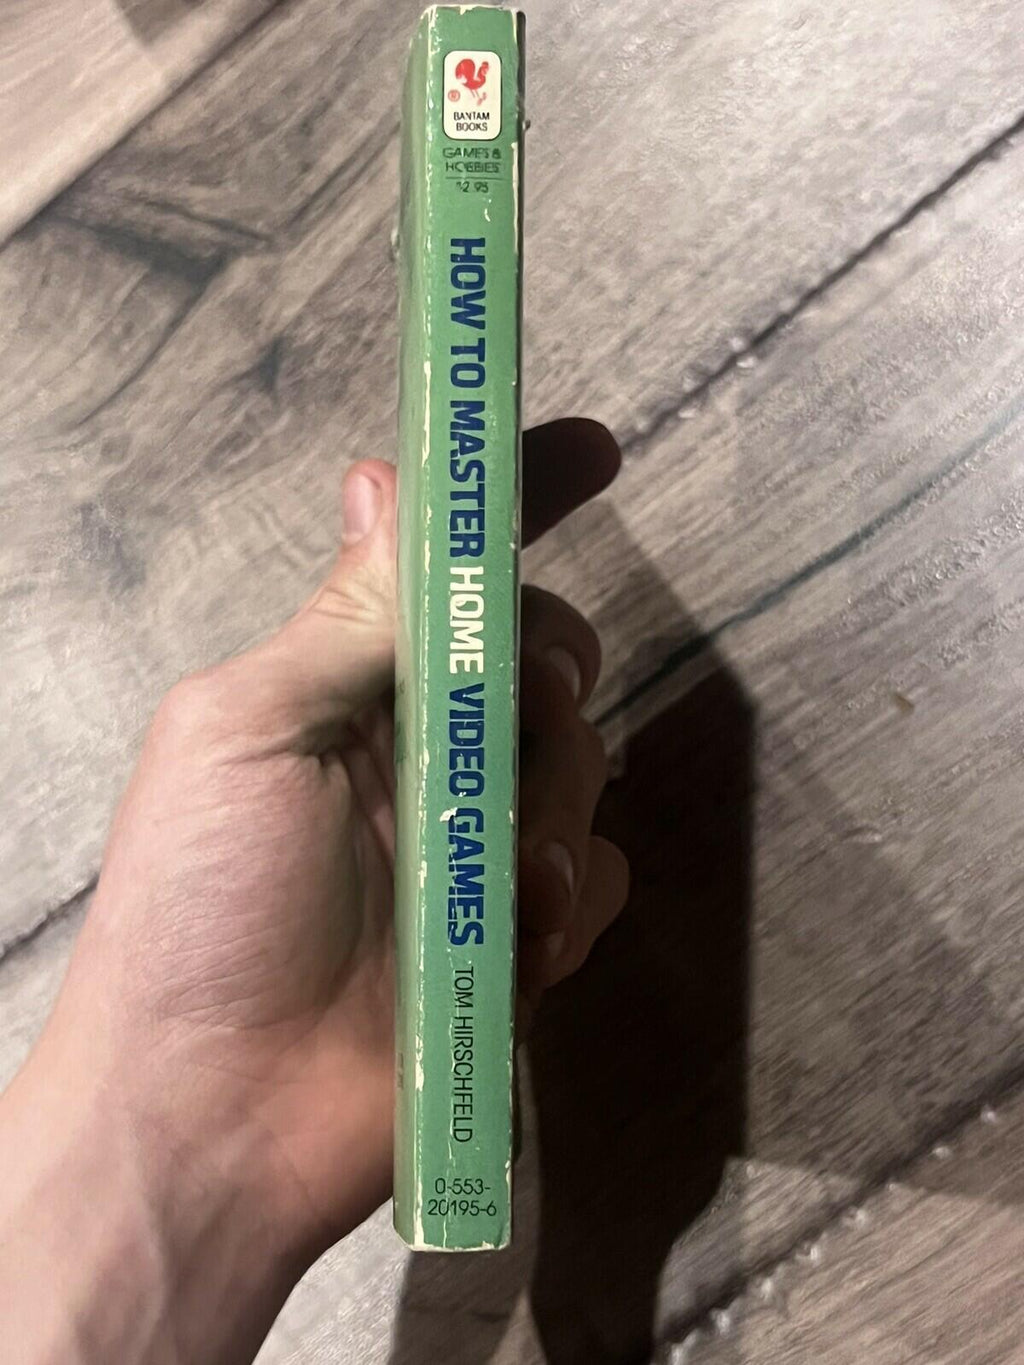 BANTAM
BOOKS
GAMES &
HOBBIES
$2.95
HOW TO MASTER HOME VIDEO GAMES
TOM HIRSCHFELD
0-553-
20195-6